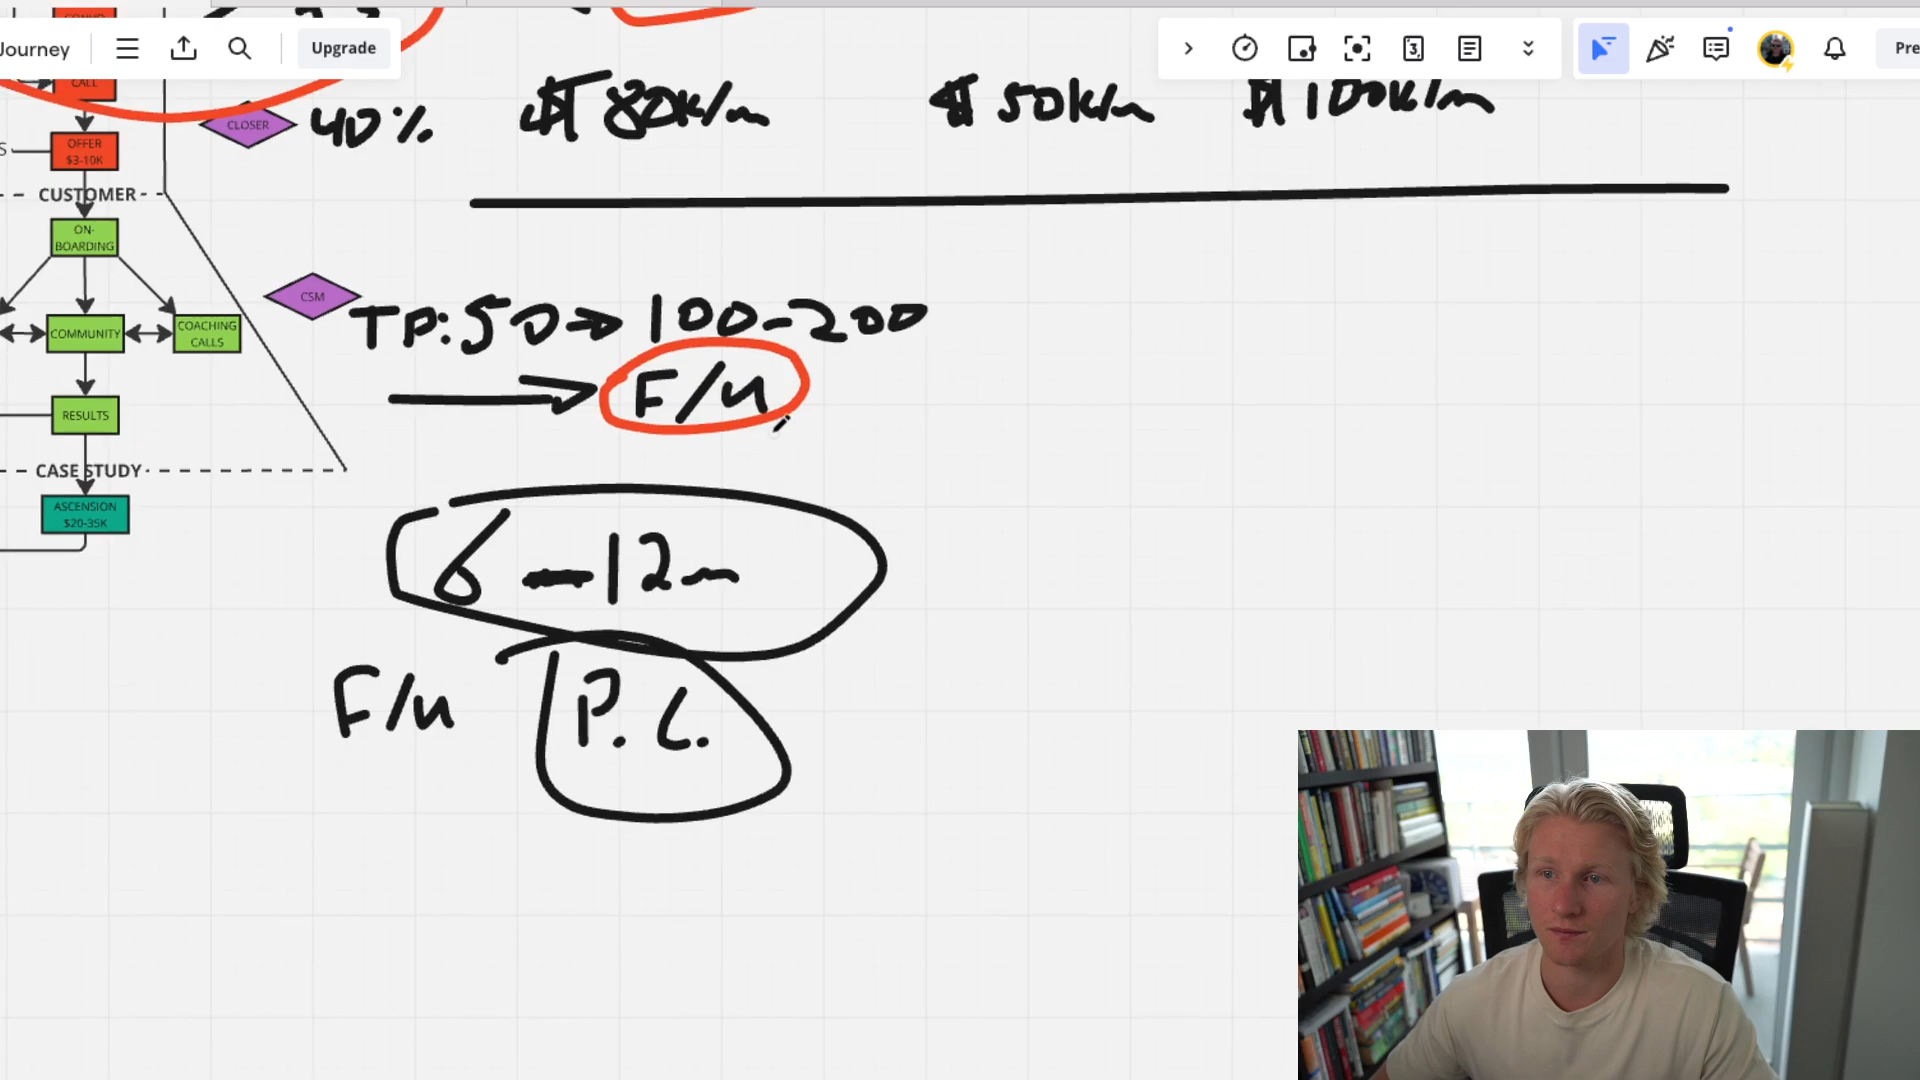 Journey
Upgrade
3
Pre
CALL
CLOSER
40%
$80k/m
$50k/m
$100k/m
OFFER
$3-10K
S
CUSTOMER
ON-
BOARDING
CSM
TP: 50 → 100-200
COMMUNITY
COACHING
CALLS
F/u
RESULTS
CASE STUDY
ASCENSION
$20-35K
6 - 12m
F/u P.C.